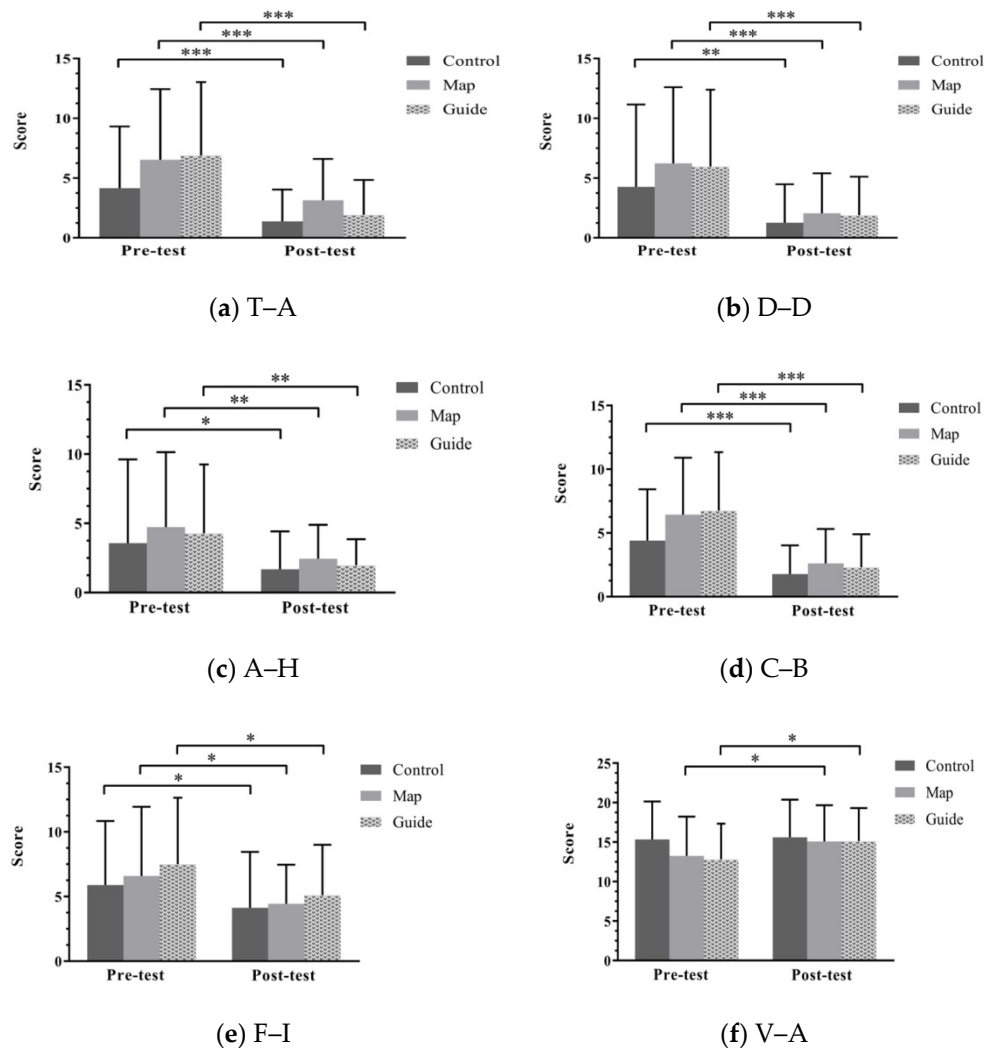 *** ***
*** ***
*** **
15 Control 15 Control
Map Map
10 Guide 10 Guide
Score Score
5 5
0 0
Pre-test Post-test Pre-test Post-test
(a) T–A (b) D–D
** ***
** ***
* ***
15 Control 15 Control
Map Map
10 Guide 10 Guide
Score Score
5 5
0 0
Pre-test Post-test Pre-test Post-test
(c) A–H (d) C–B
* *
* *
*
15 Control 25 Control
Map 20 Map
10 Guide 15 Guide
Score Score
5 10
5
0 0
Pre-test Post-test Pre-test Post-test
(e) F–I (f) V–A